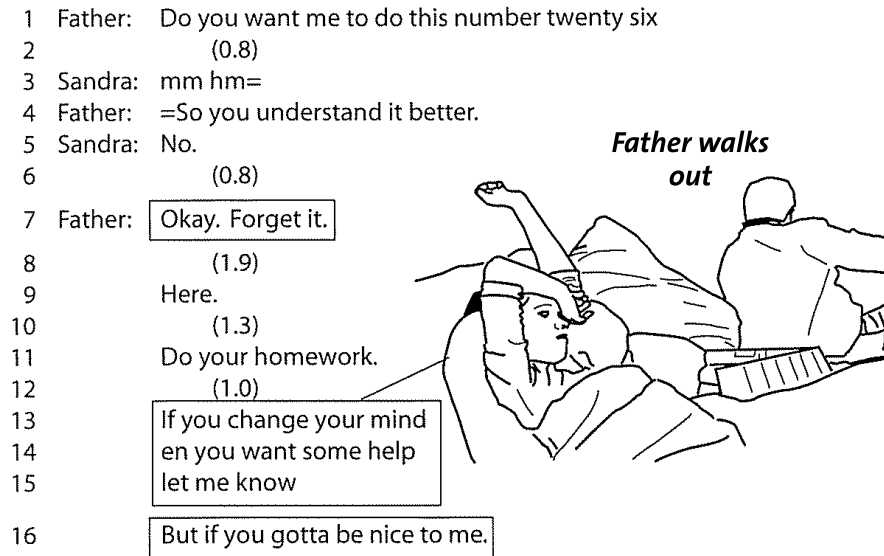 1 Father: Do you want me to do this number twenty six
2 (0.8)
3 Sandra: mm hm=
4 Father: =So you understand it better.
5 Sandra: No.
Father walks
out
6 (0.8)
7 Father: Okay. Forget it.
8 (1.9)
9 Here.
10 (1.3)
11 Do your homework.
12 (1.0)
13 If you change your mind
14 en you want some help
15 let me know
16 But if you gotta be nice to me.